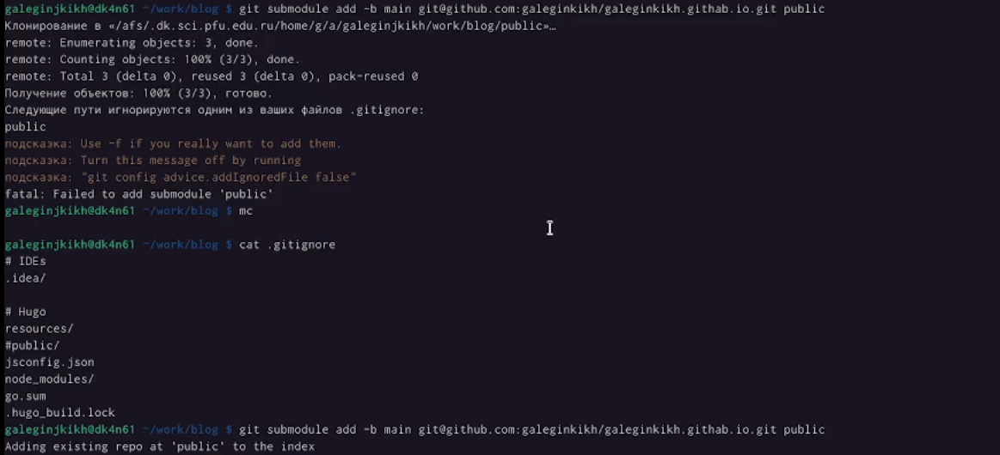 galeginjkikh@dk4n61 ~/work/blog $ git submodule add -b main git@github.com:galeginkikh/galeginkikh.githab.io.git public
Клонирование в «/afs/.dk.sci.pfu.edu.ru/home/g/a/galeginjkikh/work/blog/public»…
remote: Enumerating objects: 3, done.
remote: Counting objects: 100% (3/3), done.
remote: Total 3 (delta 0), reused 3 (delta 0), pack-reused 0
Получение объектов: 100% (3/3), готово.
Следующие пути игнорируются одним из ваших файлов .gitignore:
public
подсказка: Use -f if you really want to add them.
подсказка: Turn this message off by running
подсказка: "git config advice.addIgnoredFile false"
fatal: Failed to add submodule 'public'
galeginjkikh@dk4n61 ~/work/blog $ mc
galeginjkikh@dk4n61 ~/work/blog $ cat .gitignore
# IDEs
.idea/
# Hugo
resources/
#public/
jsconfig.json
node_modules/
go.sum
.hugo_build.lock
galeginjkikh@dk4n61 ~/work/blog $ git submodule add -b main git@github.com:galeginkikh/galeginkikh.githab.io.git public
Adding existing repo at 'public' to the index